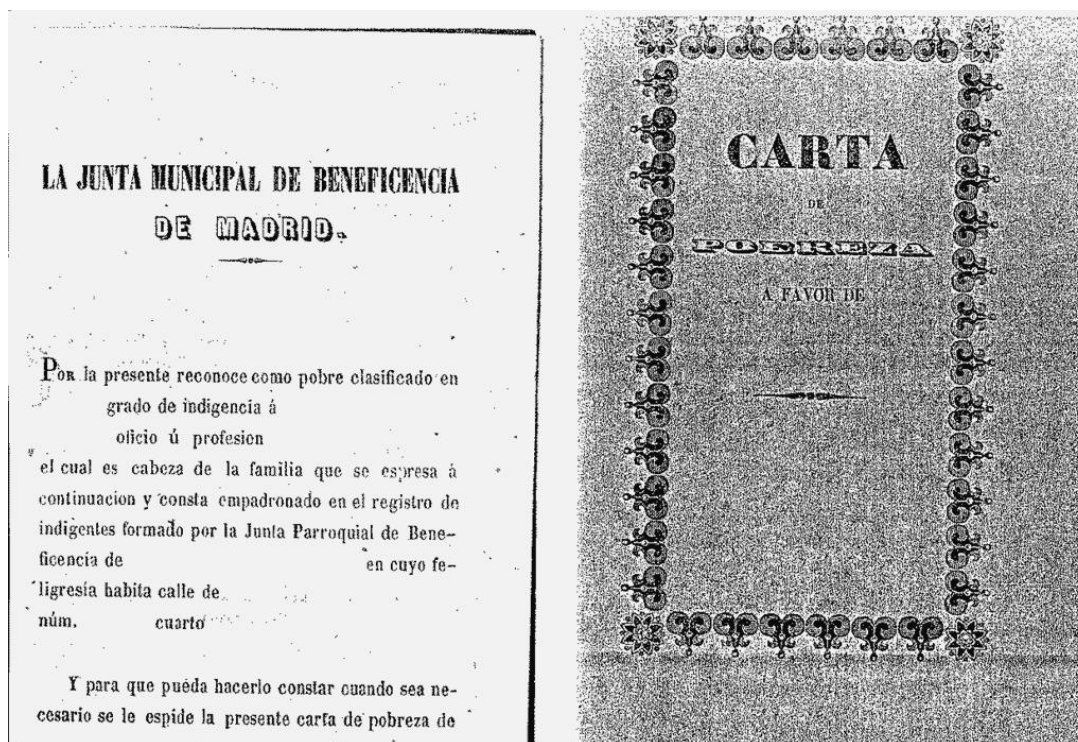 LA JUNTA MUNICIPAL DE BENEFICENCIA
DE MADRID.
POR la presente reconoce como pobre clasificado en
grado de indigencia á
oficio ú profesion
el cual es cabeza de la familia que se espresa á
continuacion y consta empadronado en el registro de
indigentes formado por la Junta Parroquial de Bene-
ficencia de en cuyo fe-
ligresía habita calle de
núm. cuarto
Y para que puéda hacerlo constar cuando sea ne-
cesario se le espide la presente carta de pobreza de
CARTA
DE
POBREZA
A FAVOR DE